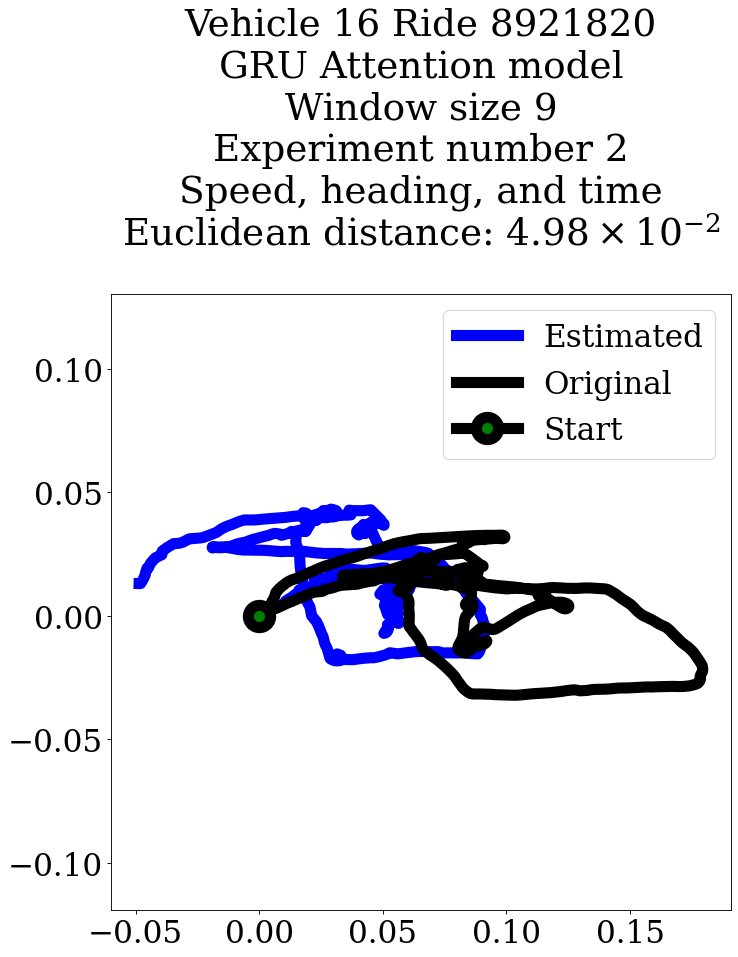 Vehicle 16 Ride 8921820
GRU Attention model
Window size 9
Experiment number 2
Speed, heading, and time
Euclidean distance: 4.98 × 10⁻²
Estimated
Original
Start
0.10
0.05
0.00
−0.05
−0.10
−0.05 0.00 0.05 0.10 0.15